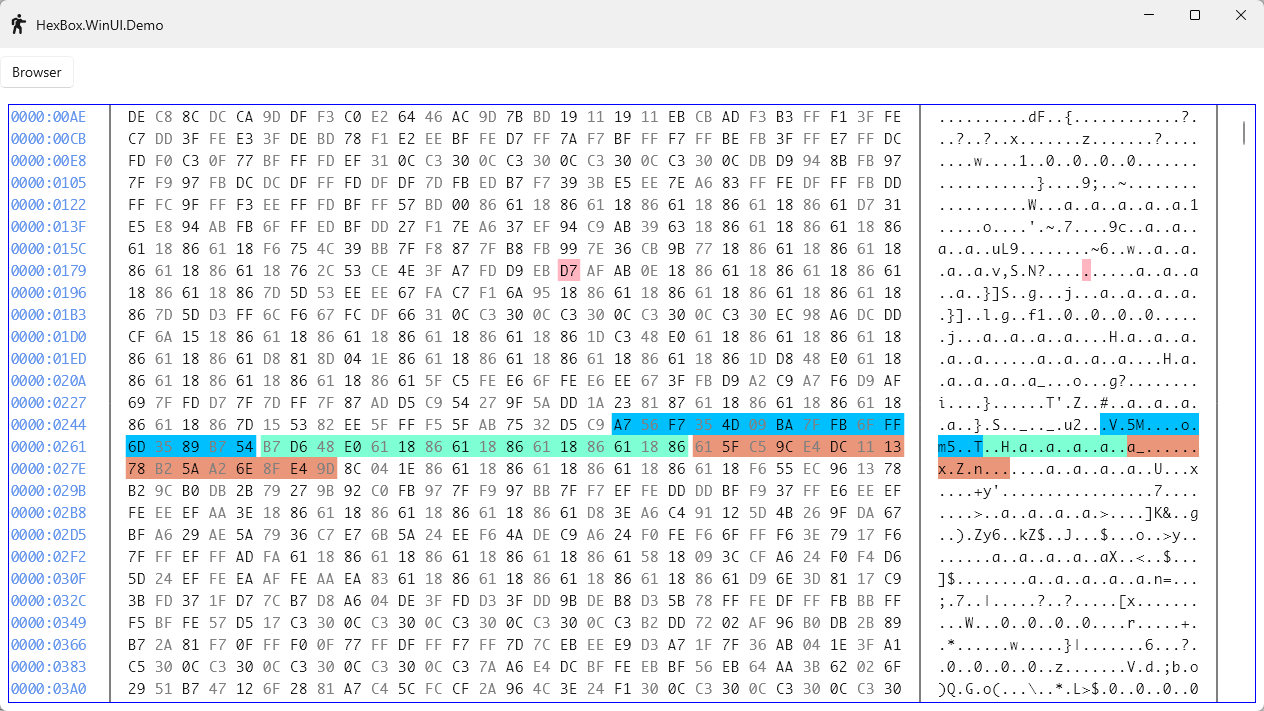 HexBox.WinUI.Demo
Browser
0000:00AE DE C8 8C DC CA 9D DF F3 C0 E2 64 46 AC 9D 7B BD 19 11 19 11 EB CB AD F3 B3 FF F1 3F FE ..........dF..{............?.
0000:00CB C7 DD 3F FE E3 3F DE BD 78 F1 E2 EE BF FE D7 FF 7A F7 BF FF F7 FF BE FB 3F FF E7 FF DC ..?..?..x.......z.......?....
0000:00E8 FD F0 C3 0F 77 BF FF FD EF 31 0C C3 30 0C C3 30 0C C3 30 0C C3 30 0C DB D9 94 8B FB 97 ....w....1..0..0..0..0.......
0000:0105 7F F9 97 FB DC DC DF FF FD DF DF 7D FB ED B7 F7 39 3B E5 EE 7E A6 83 FF FE DF FF FB DD ...........}....9;..~........
0000:0122 FF FC 9F FF F3 EE FF FD BF FF 57 BD 00 86 61 18 86 61 18 86 61 18 86 61 18 86 61 D7 31 ..........W...a..a..a..a..a.1
0000:013F E5 E8 94 AB FB 6F FF ED BF DD 27 F1 7E A6 37 EF 94 C9 AB 39 63 18 86 61 18 86 61 18 86 .....o....'.~.7....9c..a..a..
0000:015C 61 18 86 61 18 F6 75 4C 39 BB 7F F8 87 7F B8 FB 99 7E 36 CB 9B 77 18 86 61 18 86 61 18 a..a..uL9........~6..w..a..a.
0000:0179 86 61 18 86 61 18 76 2C 53 CE 4E 3F A7 FD D9 EB D7 AF AB 0E 18 86 61 18 86 61 18 86 61 .a..a.v,S.N?..........a..a..a
0000:0196 18 86 61 18 86 7D 5D 53 EE EE 67 FA C7 F1 6A 95 18 86 61 18 86 61 18 86 61 18 86 61 18 ..a..}]S..g...j...a..a..a..a.
0000:01B3 86 7D 5D D3 FF 6C F6 67 FC DF 66 31 0C C3 30 0C C3 30 0C C3 30 0C C3 30 EC 98 A6 DC DD .}]..l.g..f1..0..0..0..0.....
0000:01D0 CF 6A 15 18 86 61 18 86 61 18 86 61 18 86 61 18 86 1D C3 48 E0 61 18 86 61 18 86 61 18 .j...a..a..a..a....H.a..a..a.
0000:01ED 86 61 18 86 61 D8 81 8D 04 1E 86 61 18 86 61 18 86 61 18 86 61 18 86 1D D8 48 E0 61 18 .a..a......a..a..a..a....H.a.
0000:020A 86 61 18 86 61 18 86 61 18 86 61 5F C5 FE E6 6F FE E6 EE 67 3F FB D9 A2 C9 A7 F6 D9 AF .a..a..a..a_...o...g?........
0000:0227 69 7F FD D7 7F 7D FF 7F 87 AD D5 C9 54 27 9F 5A DD 1A 23 81 87 61 18 86 61 18 86 61 18 i....}......T'.Z..#..a..a..a.
0000:0244 86 61 18 86 7D 15 53 82 EE 5F FF F5 5F AB 75 32 D5 C9 A7 56 F7 35 4D 09 BA 7F FB 6F FF .a..}.S.._.._.u2...V.5M....o.
0000:0261 6D 35 89 B7 54 B7 D6 48 E0 61 18 86 61 18 86 61 18 86 61 18 86 61 5F C5 9C E4 DC 11 13 m5..T..H.a..a..a..a..a_......
0000:027E 78 B2 5A A2 6E 8F E4 9D 8C 04 1E 86 61 18 86 61 18 86 61 18 86 61 18 F6 55 EC 96 13 78 x.Z.n.......a..a..a..a..U...x
0000:029B B2 9C B0 DB 2B 79 27 9B 92 C0 FB 97 7F F9 97 BB 7F F7 EF FE DD DD BF F9 37 FF E6 EE EF ....+y'.................7....
0000:02B8 FE EE EF AA 3E 18 86 61 18 86 61 18 86 61 18 86 61 D8 3E A6 C4 91 12 5D 4B 26 9F DA 67 ....>..a..a..a..a.>....]K&..g
0000:02D5 BF A6 29 AE 5A 79 36 C7 E7 6B 5A 24 EE F6 4A DE C9 A6 24 F0 FE F6 6F FF F6 3E 79 17 F6 ..).Zy6..kZ$..J...$...o..>y..
0000:02F2 7F FF EF FF AD FA 61 18 86 61 18 86 61 18 86 61 18 86 61 58 18 09 3C CF A6 24 F0 F4 D6 ......a..a..a..a..aX..<..$...
0000:030F 5D 24 EF FE EA AF FE AA EA 83 61 18 86 61 18 86 61 18 86 61 18 86 61 D9 6E 3D 81 17 C9 ]$........a..a..a..a..a.n=...
0000:032C 3B FD 37 1F D7 7C B7 D8 A6 04 DE 3F FD D3 3F DD 9B DE B8 D3 5B 78 FF FE DF FF FB BB FF ;.7..|.....?..?.....[x.......
0000:0349 F5 BF FE 57 D5 17 C3 30 0C C3 30 0C C3 30 0C C3 30 0C C3 B2 DD 72 02 AF 96 B0 DB 2B 89 ...W...0..0..0..0....r.....+.
0000:0366 B7 2A 81 F7 0F FF F0 0F 77 FF DF FF F7 FF 7D 7C EB EE E9 D3 A7 1F 7F 36 AB 04 1E 3F A1 .*......w.....}|.......6...?.
0000:0383 C5 30 0C C3 30 0C C3 30 0C C3 30 0C C3 7A A6 E4 DC BF FE EB BF 56 EB 64 AA 3B 62 02 6F .0..0..0..0..z.......V.d.;b.o
0000:03A0 29 51 B7 47 12 6F 28 81 A7 C4 5C FC CF 2A 96 4C 3E 24 F1 30 0C C3 30 0C C3 30 0C C3 30 )Q.G.o(...\..*.L>$.0..0..0..0